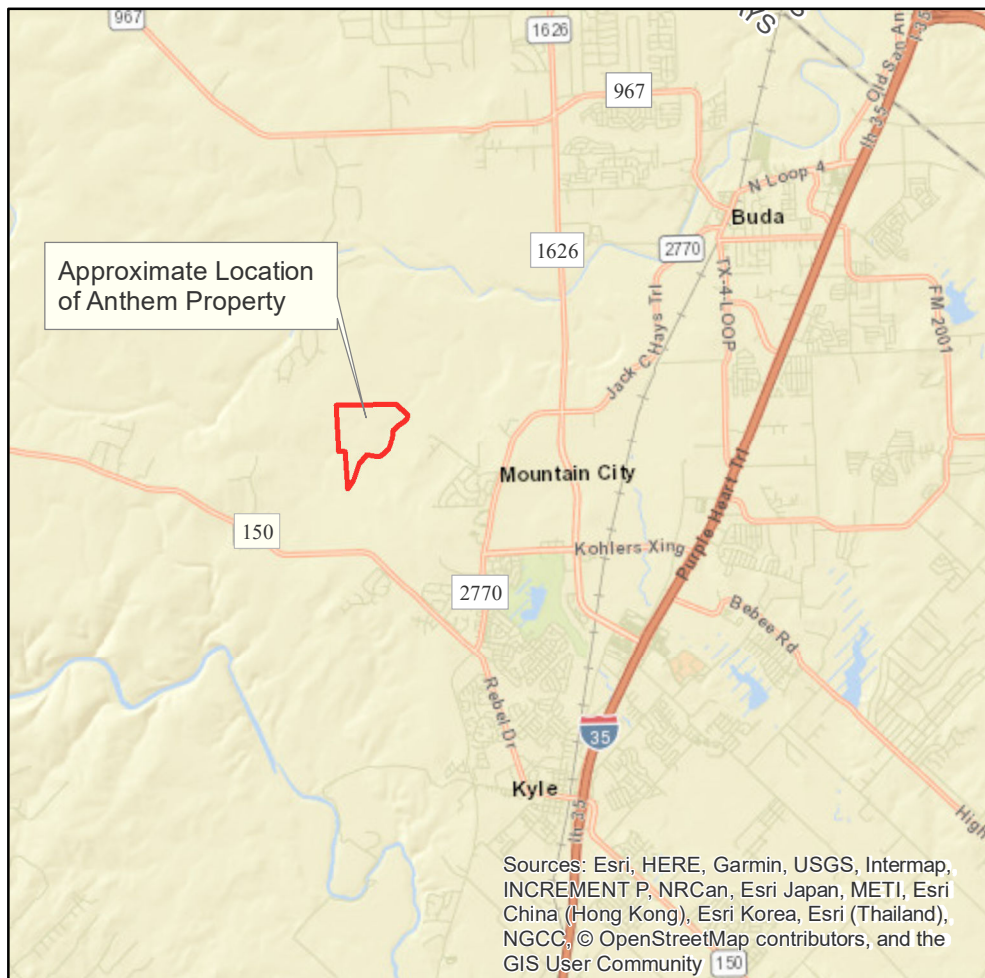 967
1626
AYS
S
Old San An
I-35
967
Ih 35
N Loop 4
Buda
1626
2770
Approximate Location
of Anthem Property
TX-4-LOOP
FM 2001
Jack C Hays Trl
Mountain City
Purple Heart Trl
150
Kohlers Xing
2770
Bebee Rd
Rebel Dr
35
Kyle
Ih 35
High
Sources: Esri, HERE, Garmin, USGS, Intermap,
INCREMENT P, NRCan, Esri Japan, METI, Esri
China (Hong Kong), Esri Korea, Esri (Thailand),
NGCC, © OpenStreetMap contributors, and the
GIS User Community
150